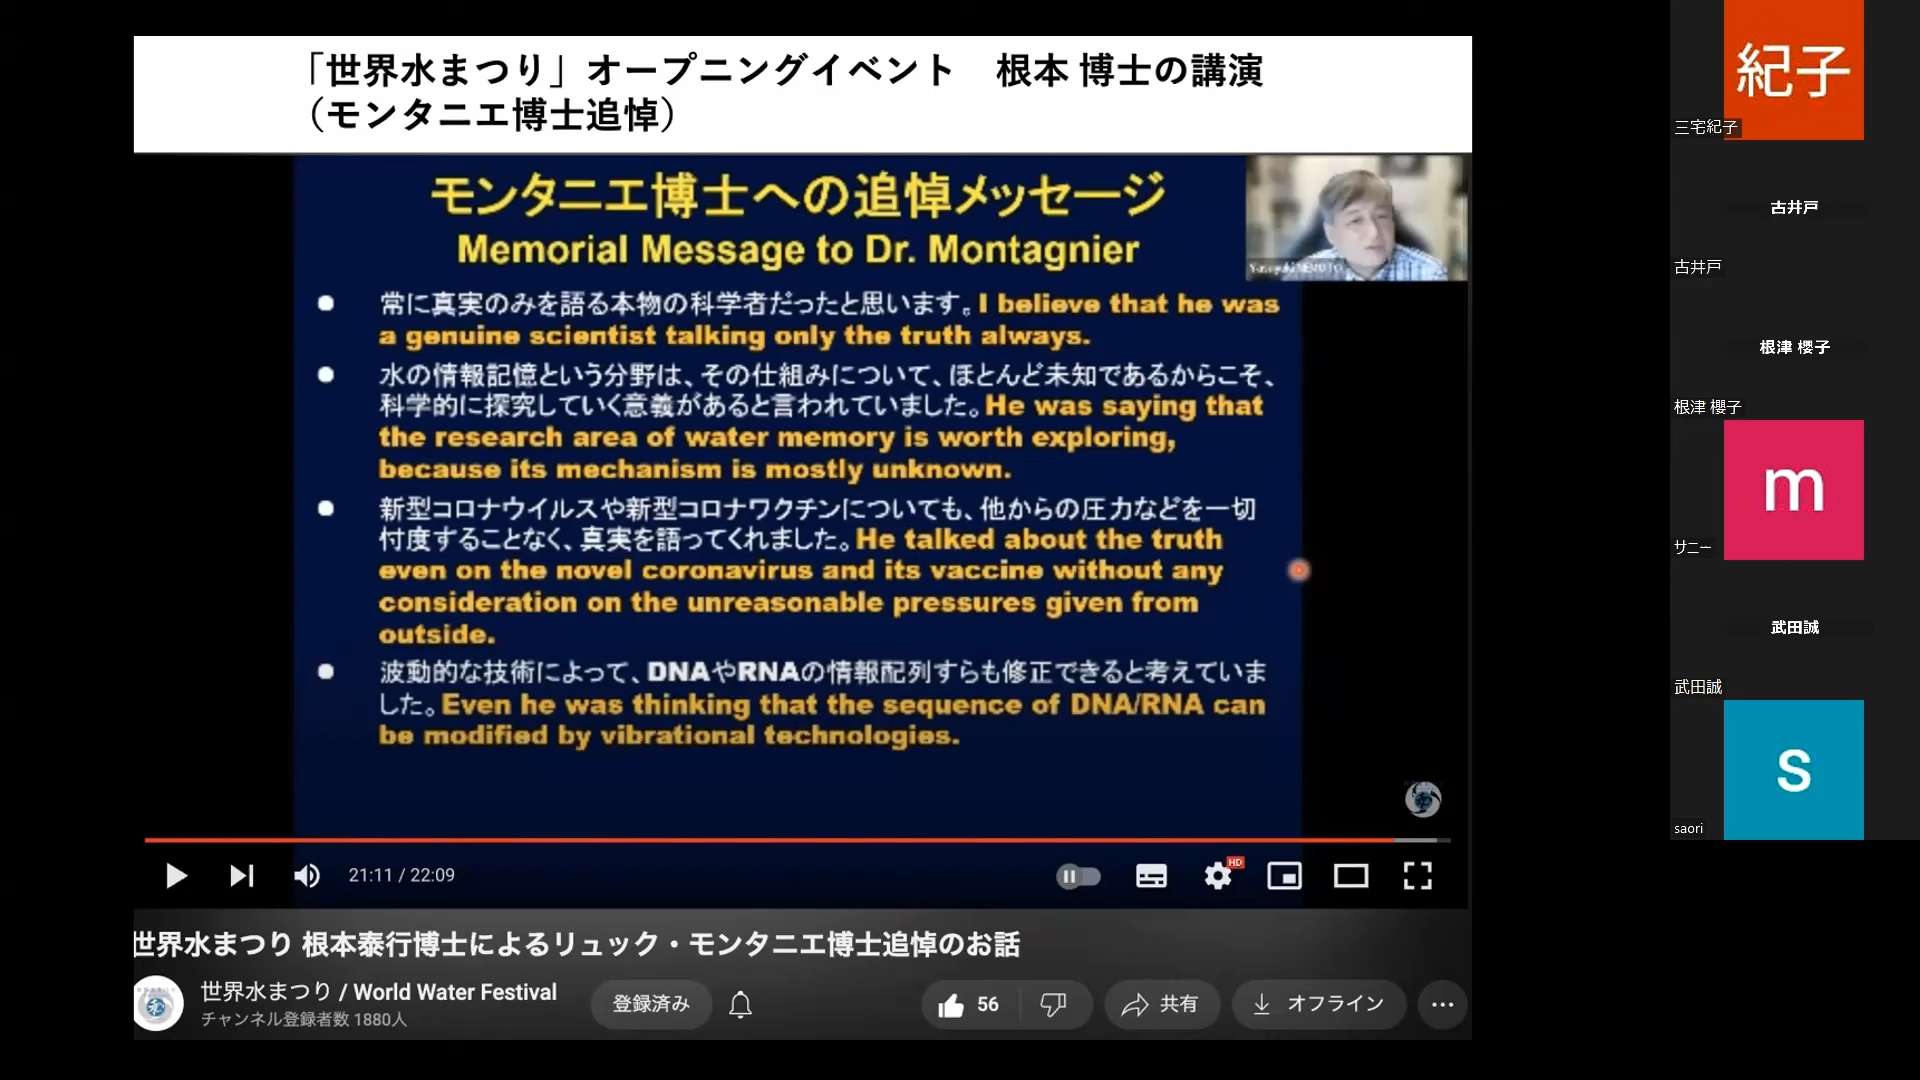 「世界水まつり」オープニングイベント　根本 博士の講演
（モンタニエ博士追悼）
モンタニエ博士への追悼メッセージ
Memorial Message to Dr. Montagnier
● 常に真実のみを語る本物の科学者だったと思います。I believe that he was
a genuine scientist talking only the truth always.
● 水の情報記憶という分野は、その仕組みについて、ほとんど未知であるからこそ、
科学的に探究していく意義があると言われていました。He was saying that
the research area of water memory is worth exploring,
because its mechanism is mostly unknown.
● 新型コロナウイルスや新型コロナワクチンについても、他からの圧力などを一切
忖度することなく、真実を語ってくれました。He talked about the truth
even on the novel coronavirus and its vaccine without any
consideration on the unreasonable pressures given from
outside.
● 波動的な技術によって、DNAやRNAの情報配列すらも修正できると考えていま
した。Even he was thinking that the sequence of DNA/RNA can
be modified by vibrational technologies.
21:11 / 22:09
HD
世界水まつり 根本泰行博士によるリュック・モンタニエ博士追悼のお話
世界水まつり / World Water Festival
チャンネル登録者数 1880人
登録済み
56
共有
オフライン
紀子
三宅紀子
古井戸
古井戸
根津 櫻子
根津 櫻子
m
サニー
武田誠
武田誠
s
saori